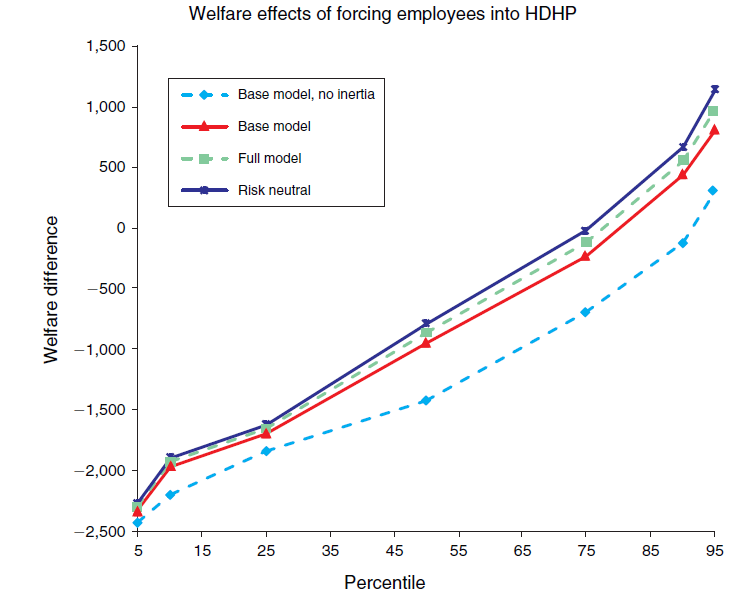 Welfare effects of forcing employees into HDHP
1,500
1,000
500
0
−500
−1,000
−1,500
−2,000
−2,500
Welfare difference
Base model, no inertia
Base model
Full model
Risk neutral
5 15 25 35 45 55 65 75 85 95
Percentile